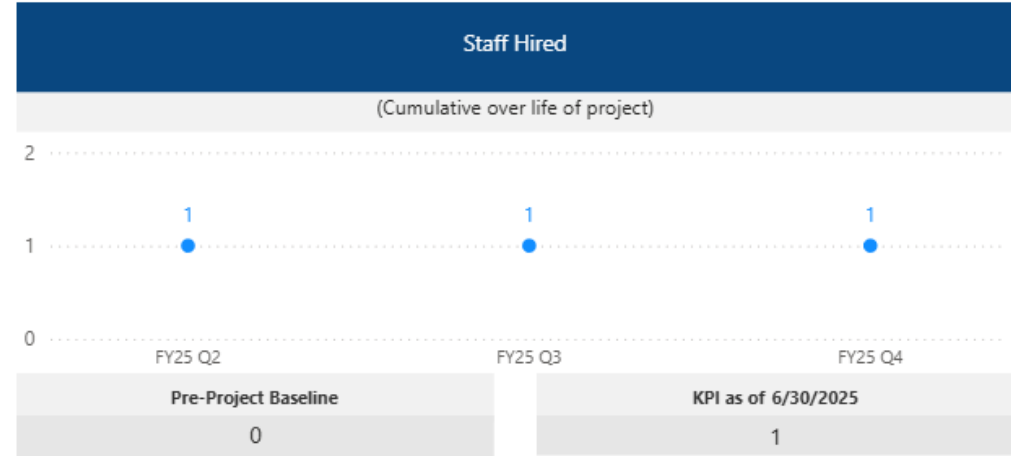 Staff Hired
(Cumulative over life of project)
2
1 1 1
1
0
FY25 Q2 FY25 Q3 FY25 Q4
Pre-Project Baseline KPI as of 6/30/2025
0 1